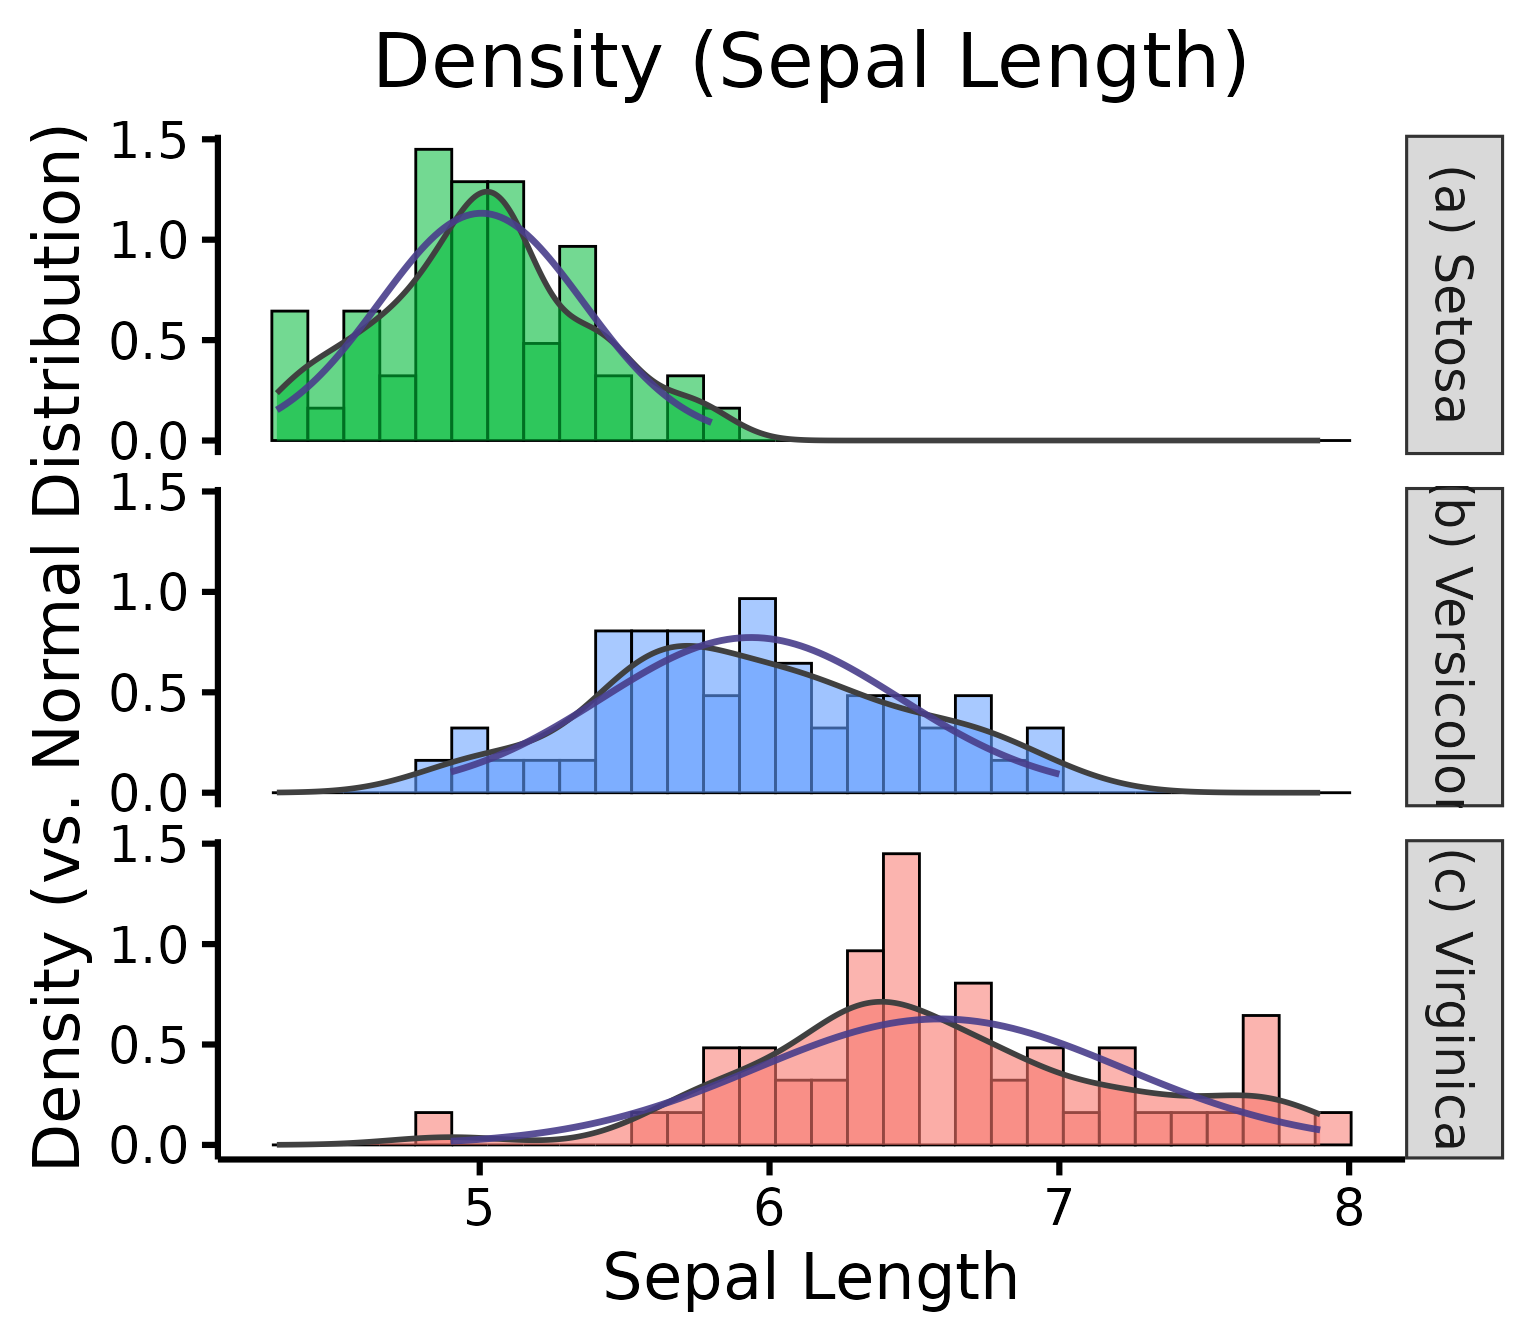 Density (Sepal Length)
Density (vs. Normal Distribution)
1.5
1.0
0.5
0.0
(a) Setosa
1.5
1.0
0.5
0.0
(b) Versicolor
1.5
1.0
0.5
0.0
(c) Virginica
5 6 7 8
Sepal Length